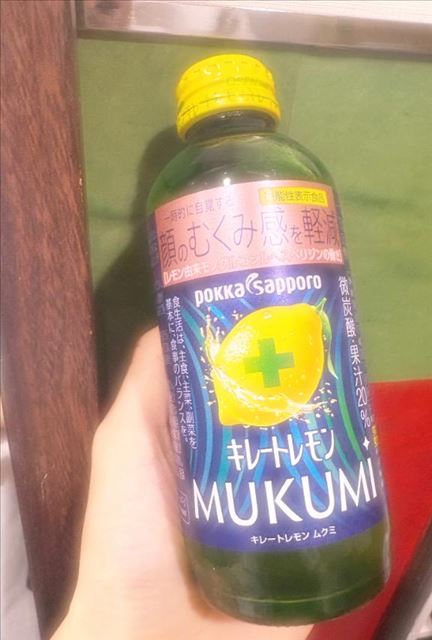 機能性表示食品
一時的に自覚する
顔のむくみ感を軽減
レモン由来モノグルコシルヘスペリジンの働き
POKKA sapporo
微炭酸・果汁20%
食生活は、主食、主菜、副菜を
基本に、食事のバランスを。
キレートレモン
MUKUMI
キレートレモン ムクミ